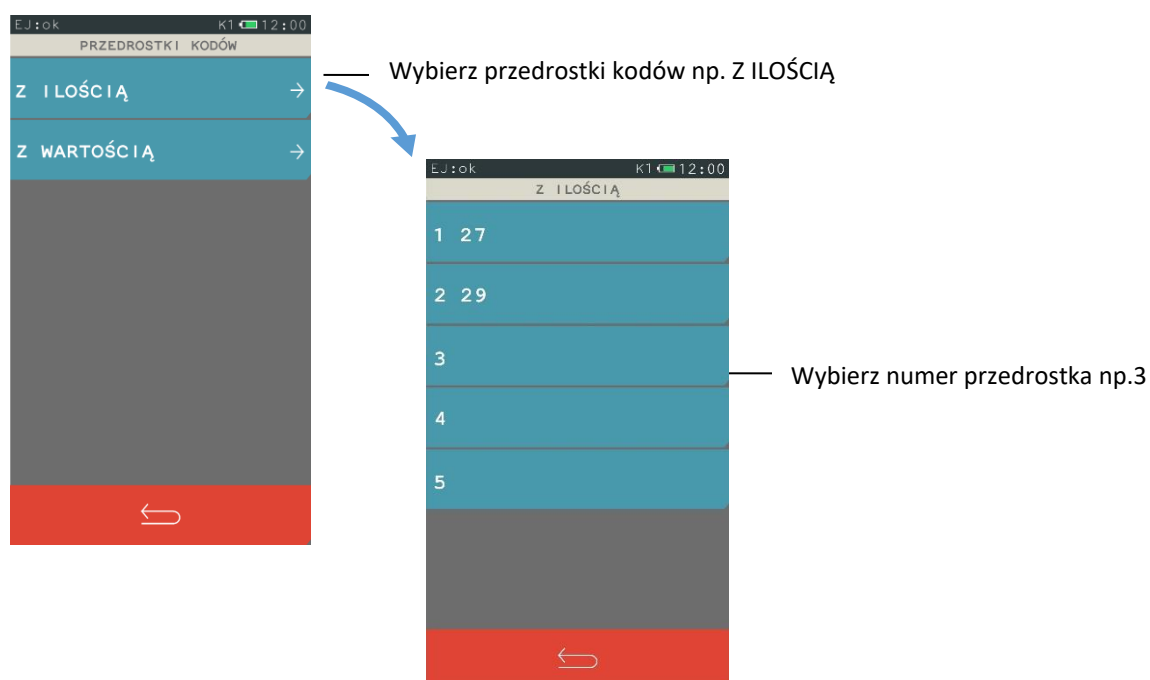 EJ:ok K1 12:00
PRZEDROSTKI KODÓW
Z ILOŚCIĄ →
Z WARTOŚCIĄ →
Wybierz przedrostki kodów np. Z ILOŚCIĄ
EJ:ok K1 12:00
Z ILOŚCIĄ
1 27
2 29
3
4
5
Wybierz numer przedrostka np.3